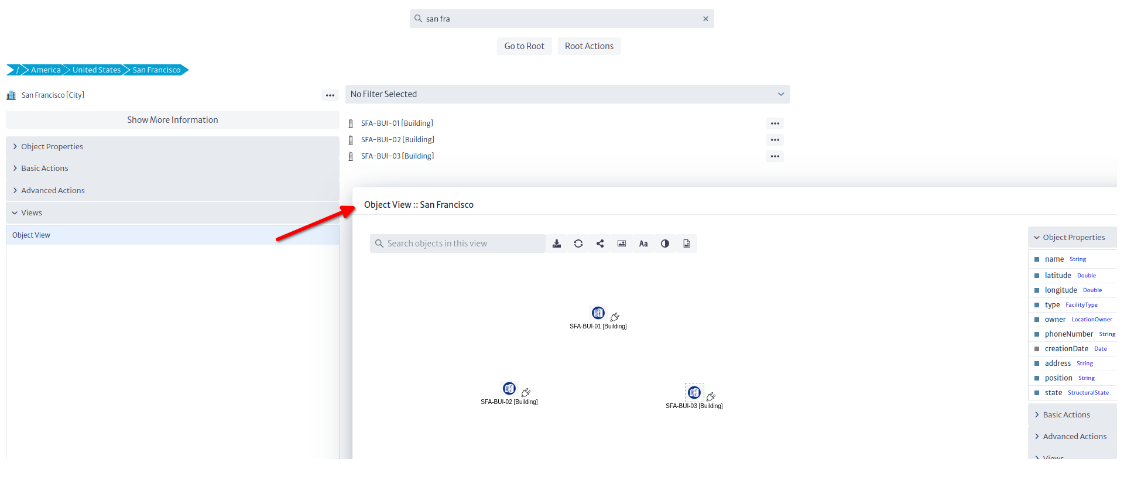 san fra
Go to Root
Root Actions
/
America
United States
San Francisco
San Francisco [City]
Show More Information
Object Properties
Basic Actions
Advanced Actions
Views
Object View
No Filter Selected
SFA-BUI-01 [Building]
SFA-BUI-02 [Building]
SFA-BUI-03 [Building]
Object View :: San Francisco
Search objects in this view
Aa
SFA-BUI-01 [Building]
SFA-BUI-02 [Building]
SFA-BUI-03 [Building]
Object Properties
name String
latitude Double
longitude Double
type FacilityType
owner LocationOwner
phoneNumber String
creationDate Date
address String
position String
state StructuralState
Basic Actions
Advanced Actions
Views